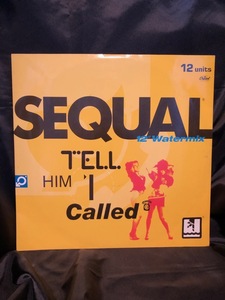 12 units
SEQUAL
12" Watermix
TELL
HIM I
Called